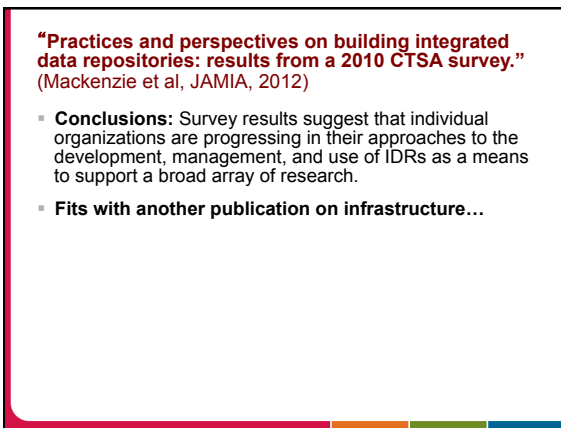 “Practices and perspectives on building integrated
data repositories: results from a 2010 CTSA survey.”
(Mackenzie et al, JAMIA, 2012)
▪ Conclusions: Survey results suggest that individual
organizations are progressing in their approaches to the
development, management, and use of IDRs as a means
to support a broad array of research.
▪ Fits with another publication on infrastructure…